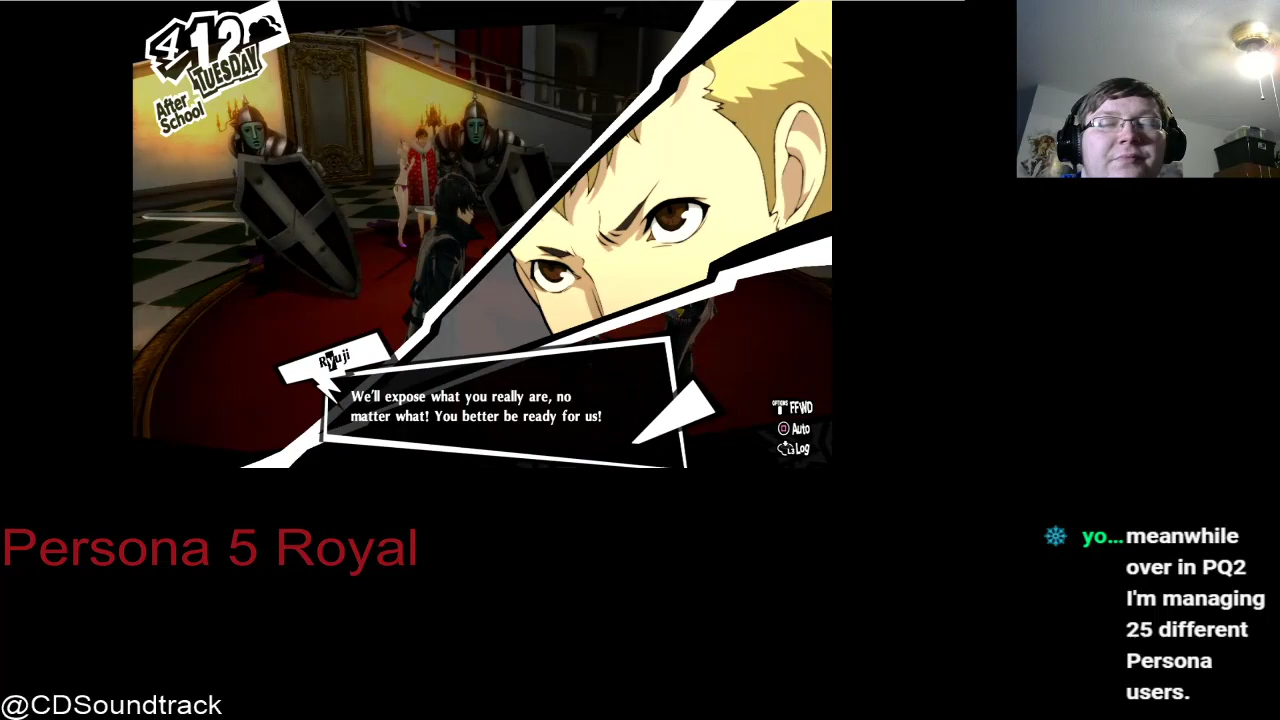 4/12
TUESDAY
After
School
Ryuji
We'll expose what you really are, no
matter what! You better be ready for us!
OPTIONS FFWD
Auto
L3 Log
Persona 5 Royal
yo... meanwhile
over in PQ2
I'm managing
25 different
Persona
users.
@CDSoundtrack